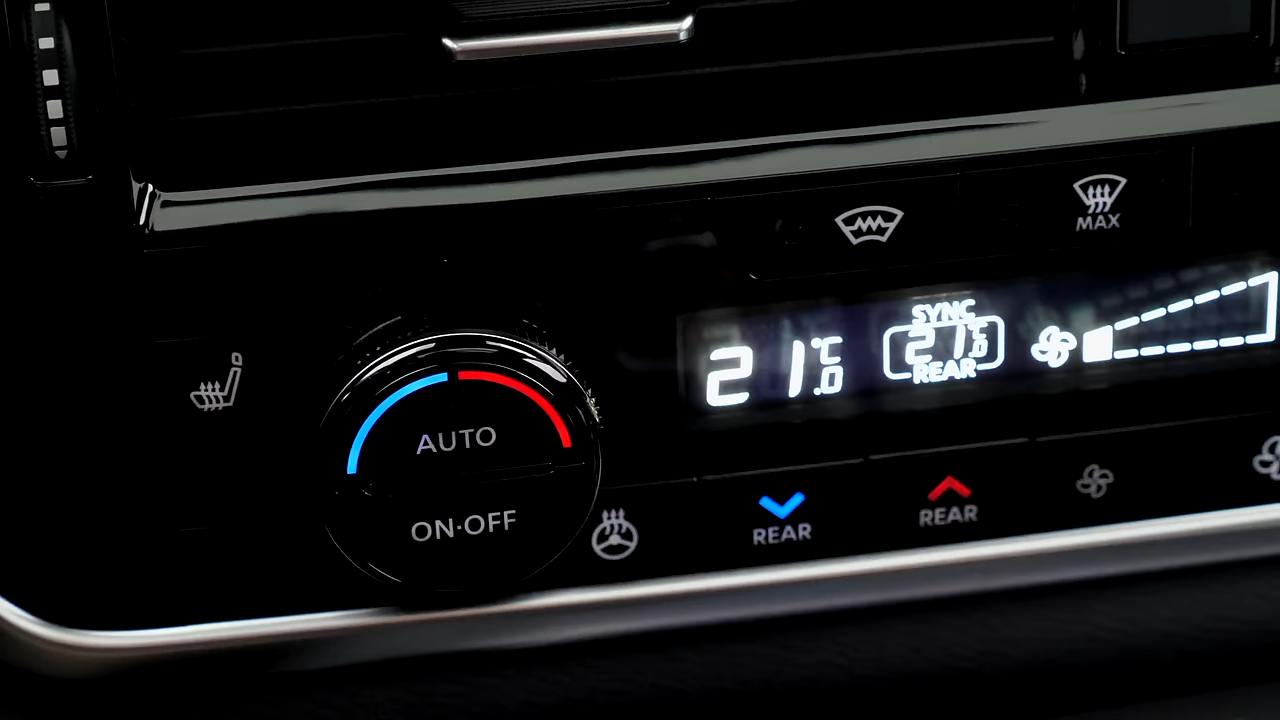 MAX
21.0°C
SYNC
21.0°C
REAR
AUTO
ON·OFF
REAR
REAR